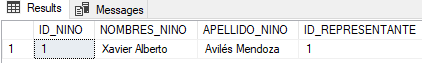 Results Messages
ID_NINO NOMBRES_NINO APELLIDO_NINO ID_REPRESENTANTE
1 1 Xavier Alberto Avilés Mendoza 1